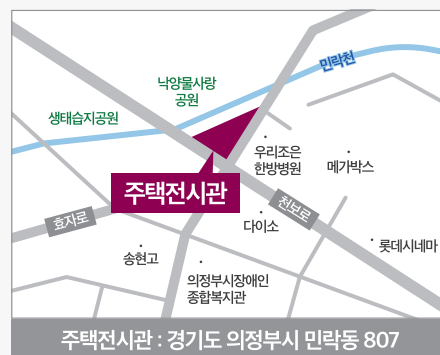 낙양물사랑
공원
민락천
생태습지공원
우리조은
한방병원
메가박스
주택전시관
천보로
효자로
다이소
롯데시네마
송현고
의정부시장애인
종합복지관
주택전시관 : 경기도 의정부시 민락동 807